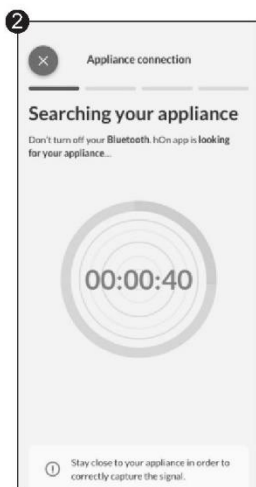 2
Appliance connection
Searching your appliance
Don't turn off your Bluetooth. hOn app is looking
for your appliance...
00:00:40
Stay close to your appliance in order to
correctly capture the signal.